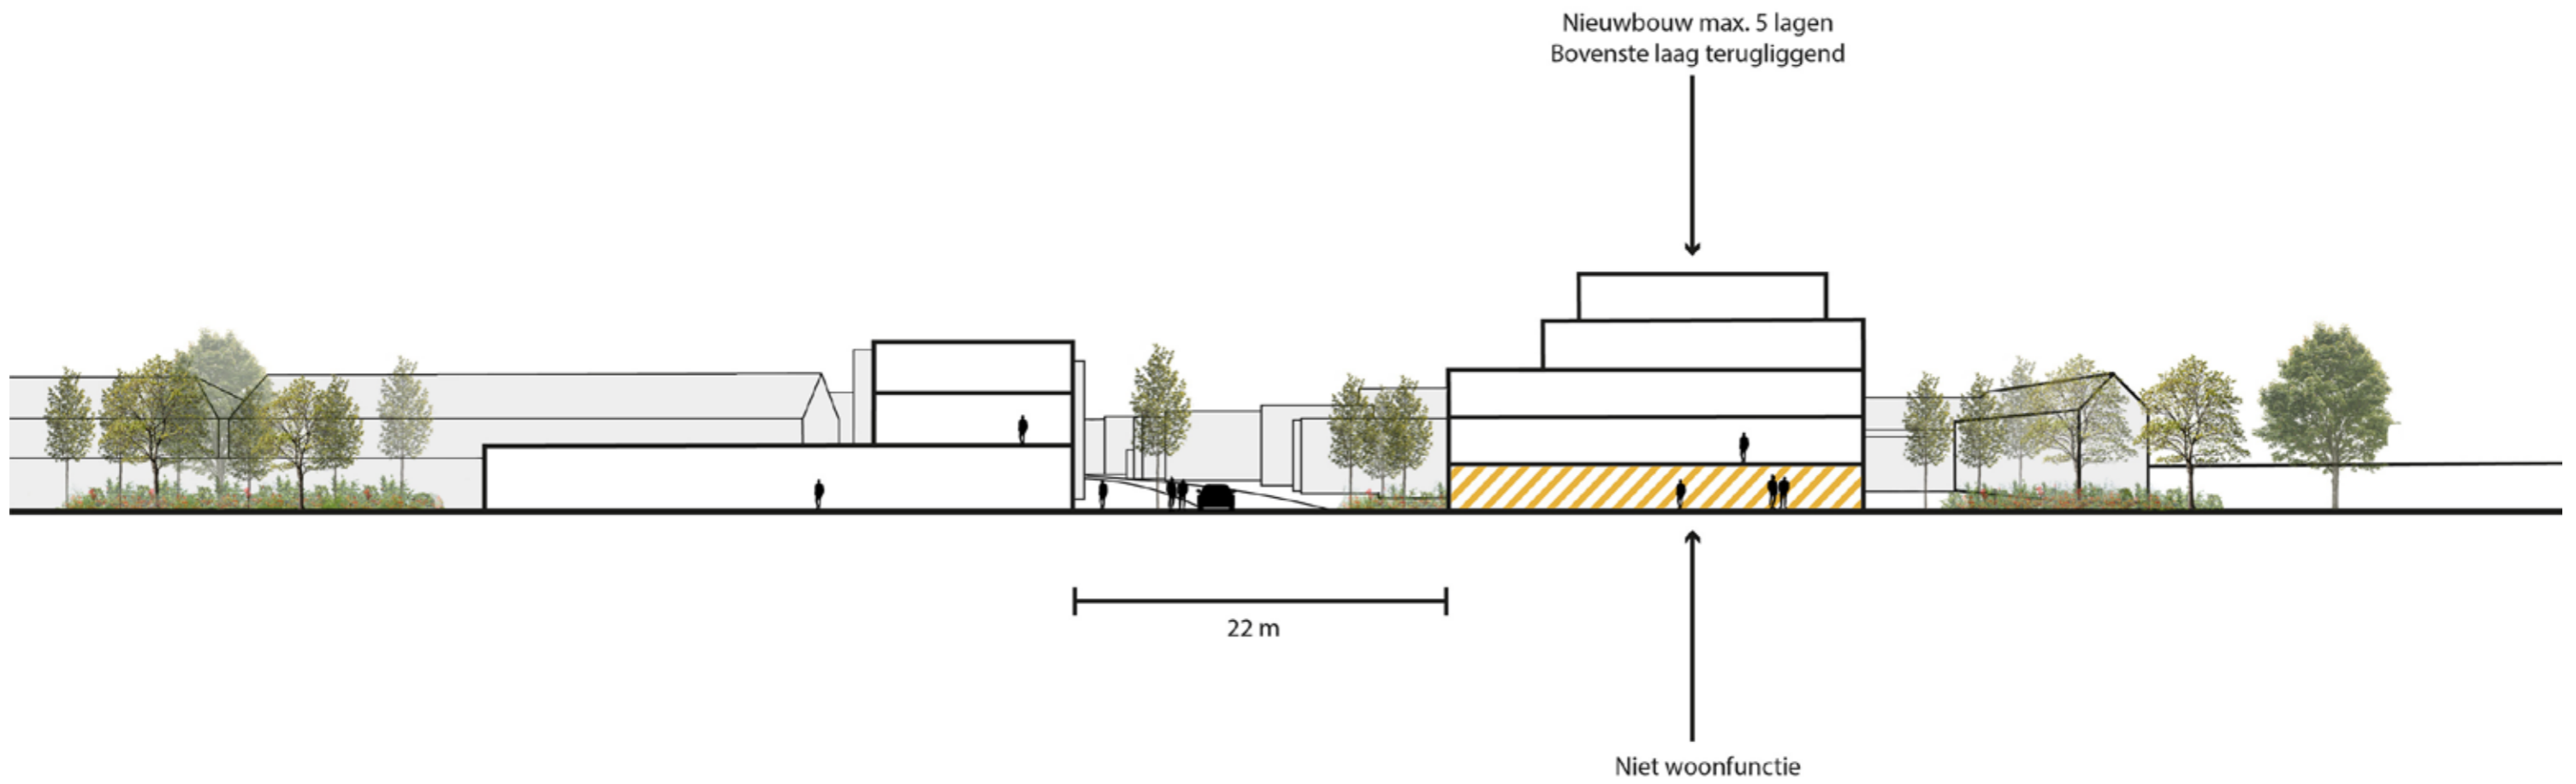 Nieuwbouw max. 5 lagen
Bovenste laag terugliggend
22 m
Niet woonfunctie